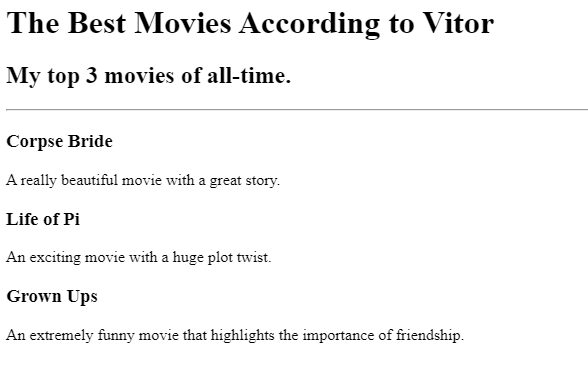 The Best Movies According to Vitor
My top 3 movies of all-time.
Corpse Bride
A really beautiful movie with a great story.
Life of Pi
An exciting movie with a huge plot twist.
Grown Ups
An extremely funny movie that highlights the importance of friendship.